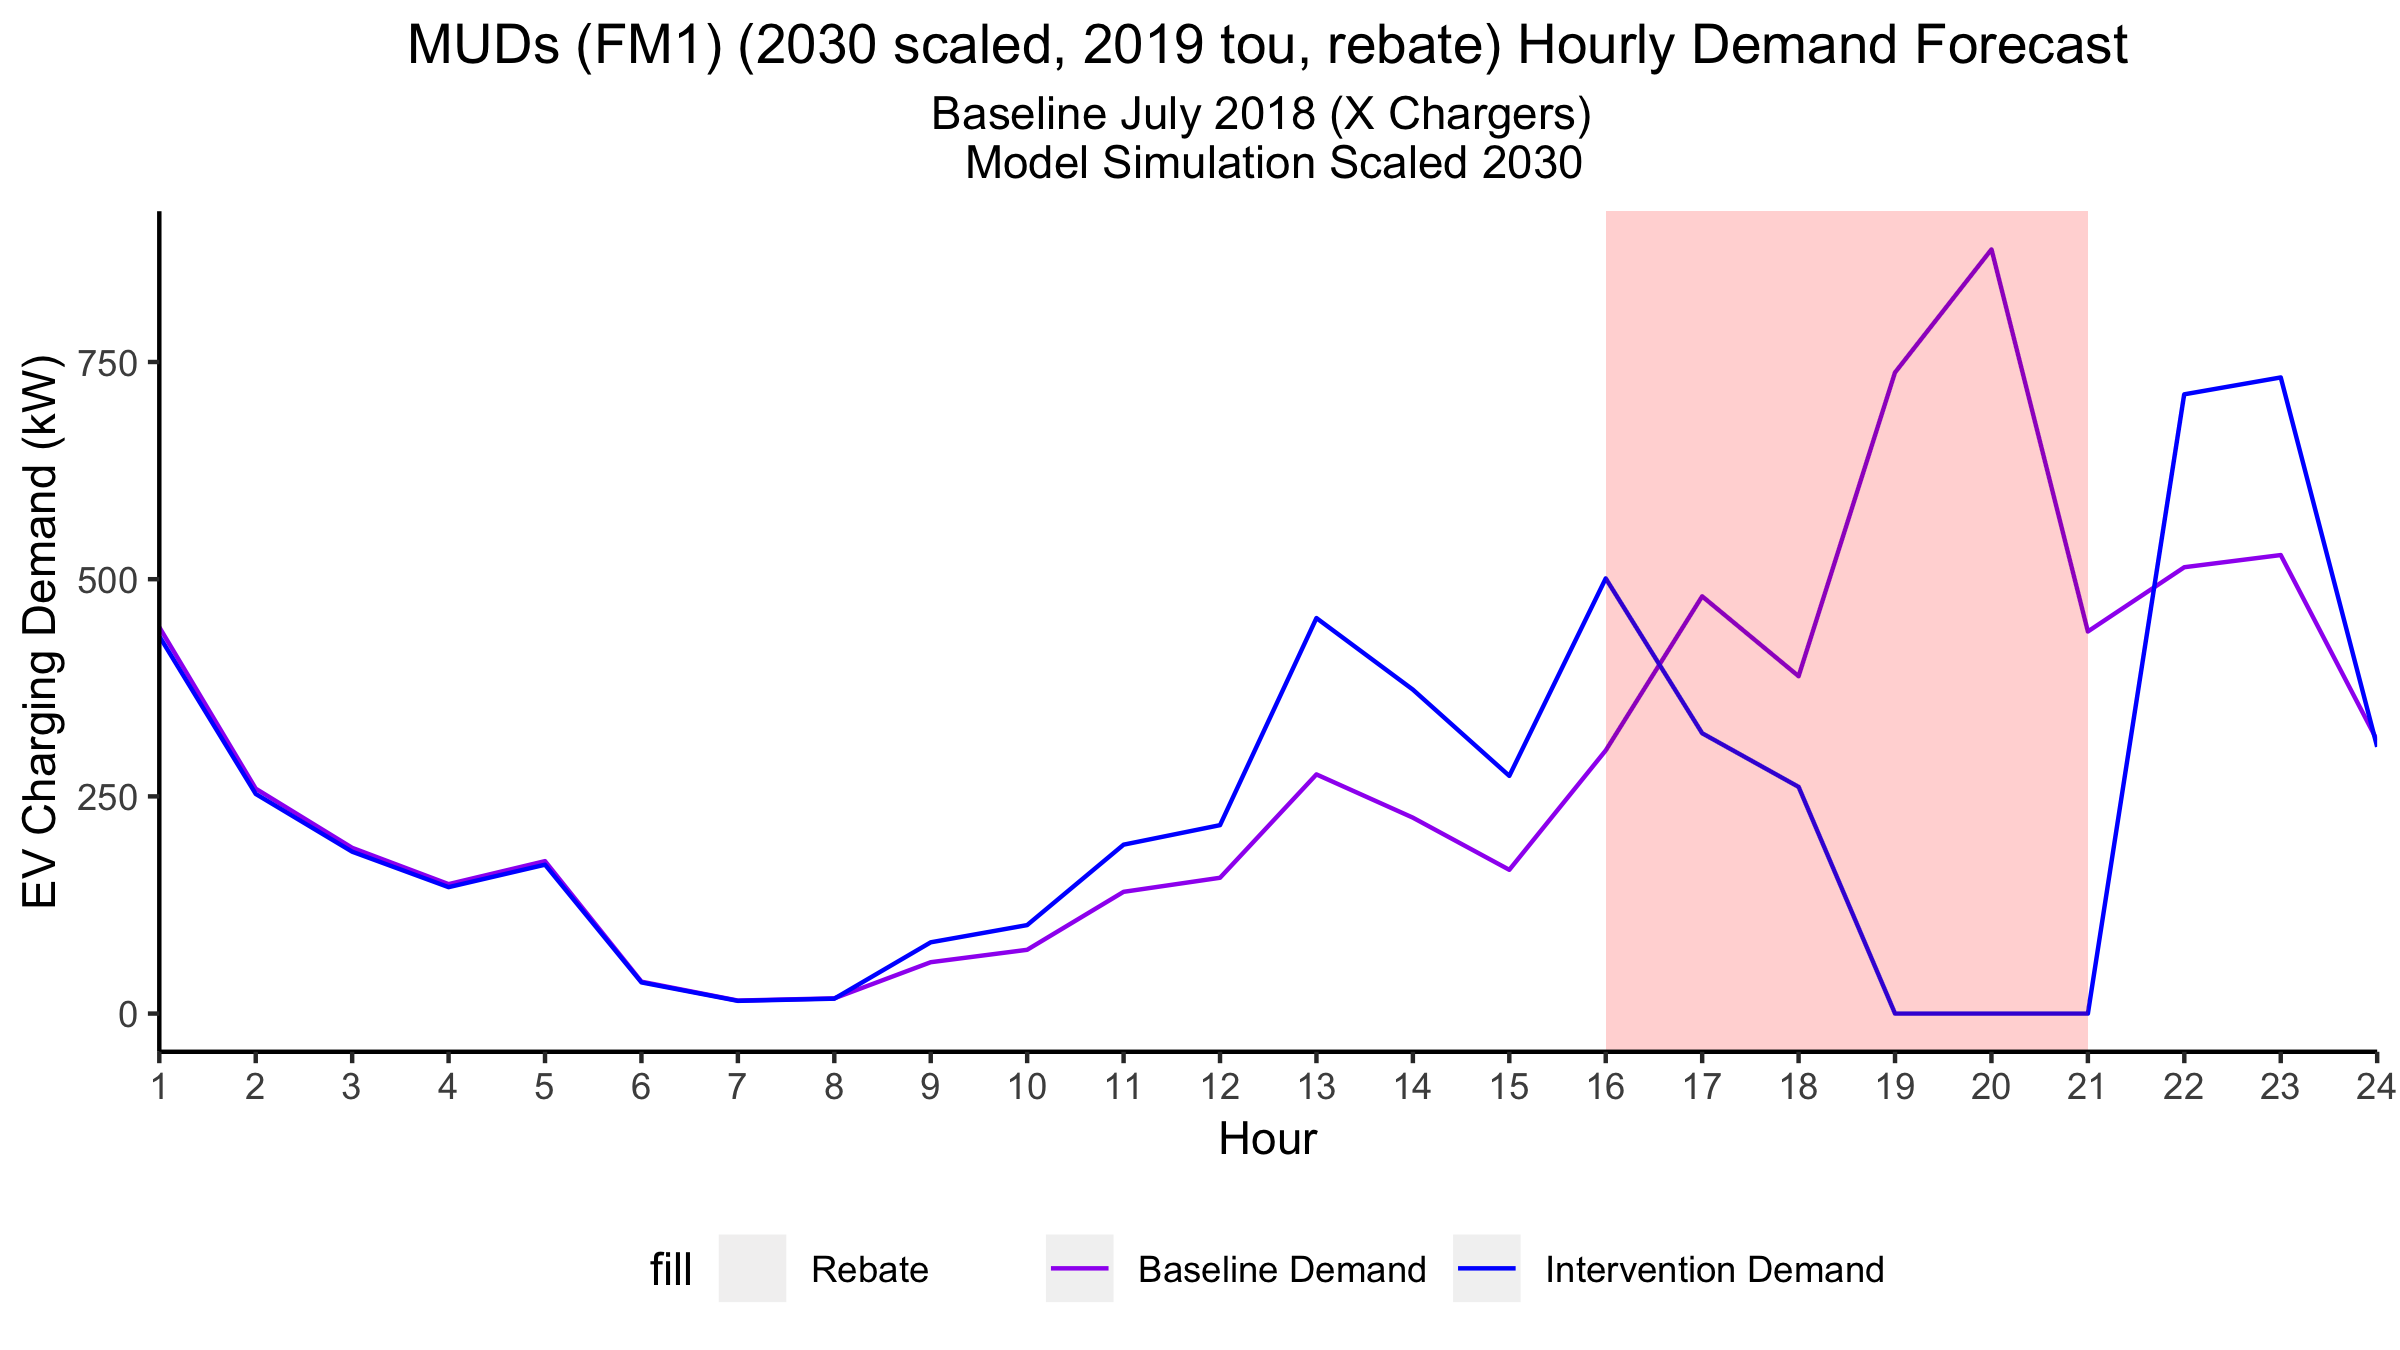 MUDs (FM1) (2030 scaled, 2019 tou, rebate) Hourly Demand Forecast
Baseline July 2018 (X Chargers)
Model Simulation Scaled 2030
EV Charging Demand (kW)
750
500
250
0
1 2 3 4 5 6 7 8 9 10 11 12 13 14 15 16 17 18 19 20 21 22 23 24
Hour
fill Rebate Baseline Demand Intervention Demand